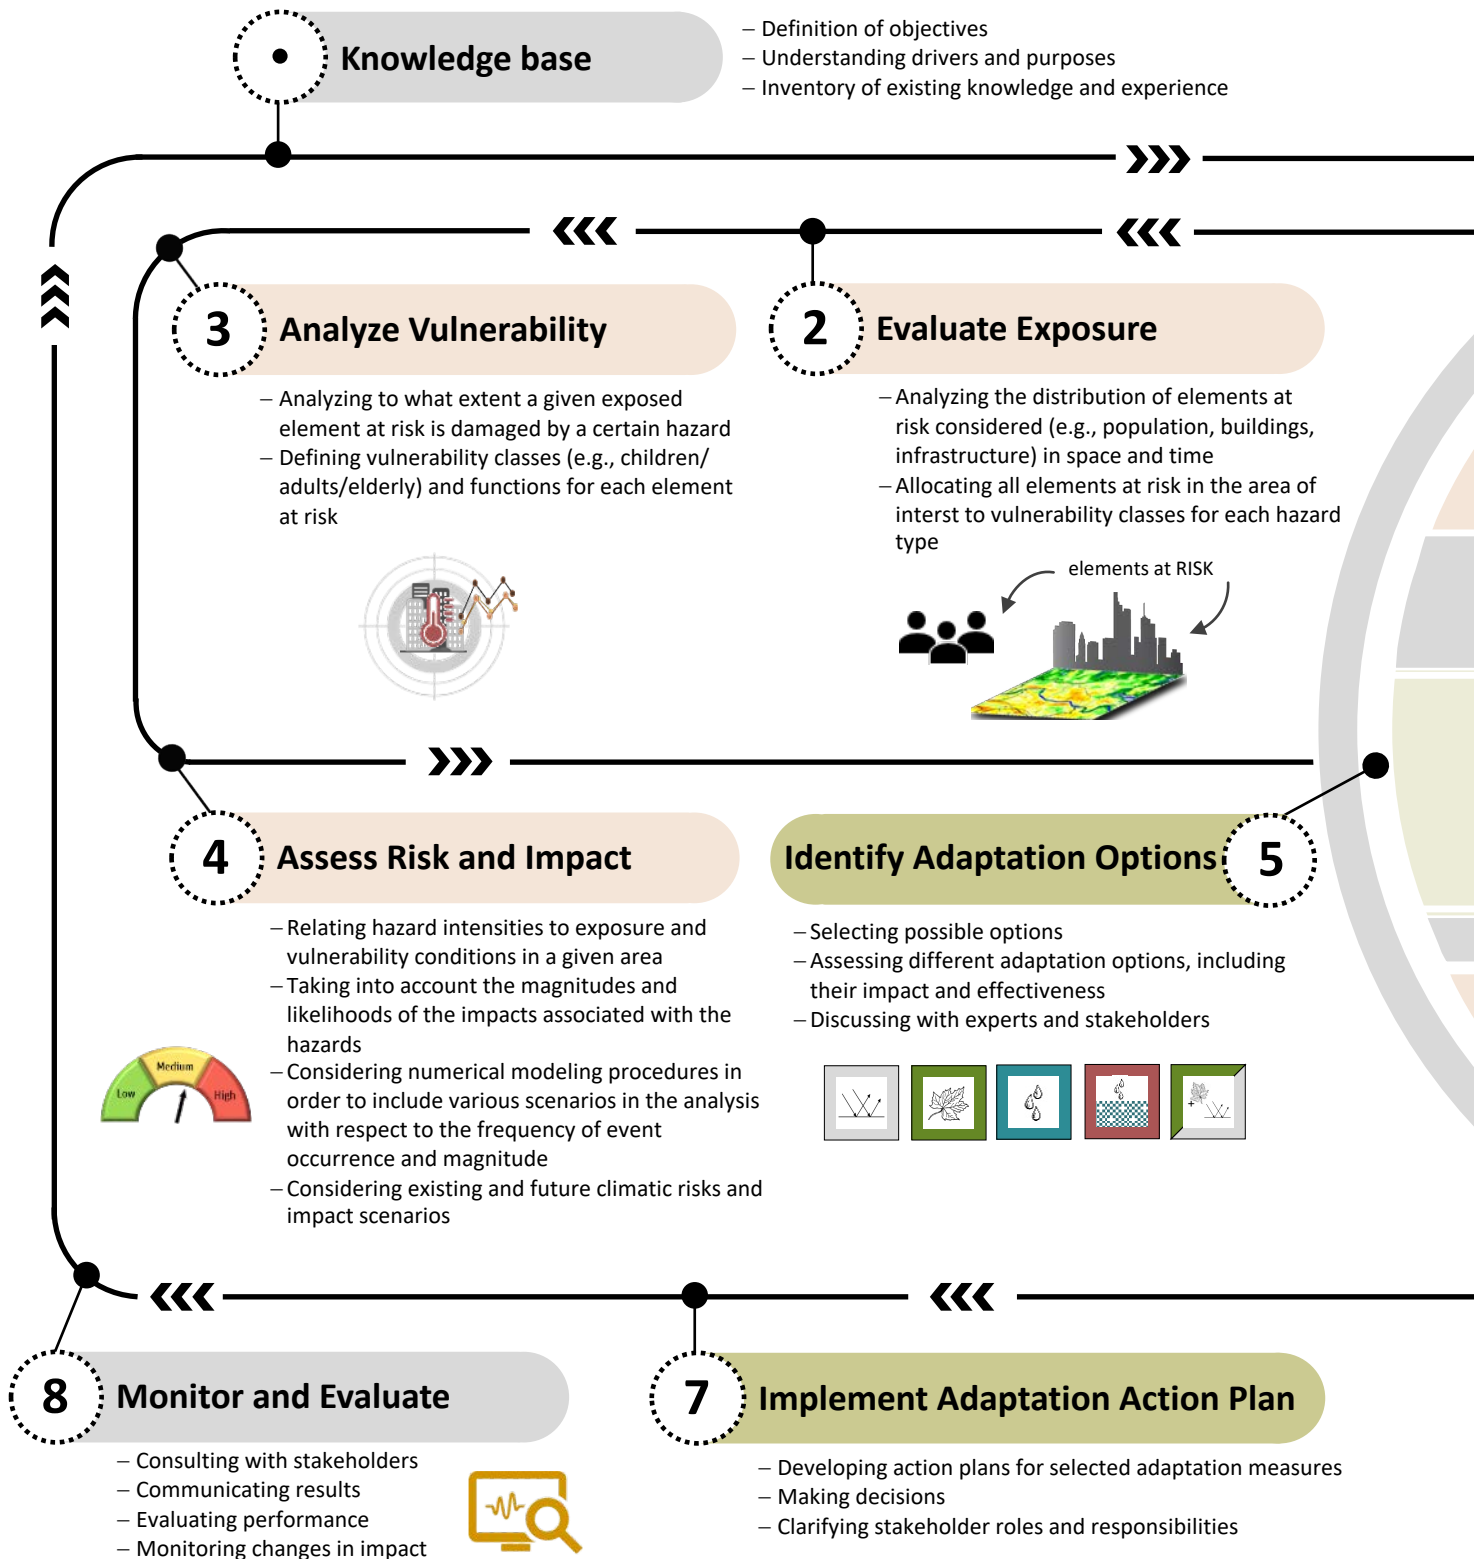 Knowledge base
– Definition of objectives
– Understanding drivers and purposes
– Inventory of existing knowledge and experience
3 Analyze Vulnerability
– Analyzing to what extent a given exposed
element at risk is damaged by a certain hazard
– Defining vulnerability classes (e.g., children/
adults/elderly) and functions for each element
at risk
2 Evaluate Exposure
– Analyzing the distribution of elements at
risk considered (e.g., population, buildings,
infrastructure) in space and time
– Allocating all elements at risk in the area of
interst to vulnerability classes for each hazard
type
elements at RISK
4 Assess Risk and Impact
– Relating hazard intensities to exposure and
vulnerability conditions in a given area
– Taking into account the magnitudes and
likelihoods of the impacts associated with the
hazards
– Considering numerical modeling procedures in
order to include various scenarios in the analysis
with respect to the frequency of event
occurrence and magnitude
– Considering existing and future climatic risks and
impact scenarios
Low
Medium
High
Identify Adaptation Options 5
– Selecting possible options
– Assessing different adaptation options, including
their impact and effectiveness
– Discussing with experts and stakeholders
+
8 Monitor and Evaluate
– Consulting with stakeholders
– Communicating results
– Evaluating performance
– Monitoring changes in impact
7 Implement Adaptation Action Plan
– Developing action plans for selected adaptation measures
– Making decisions
– Clarifying stakeholder roles and responsibilities